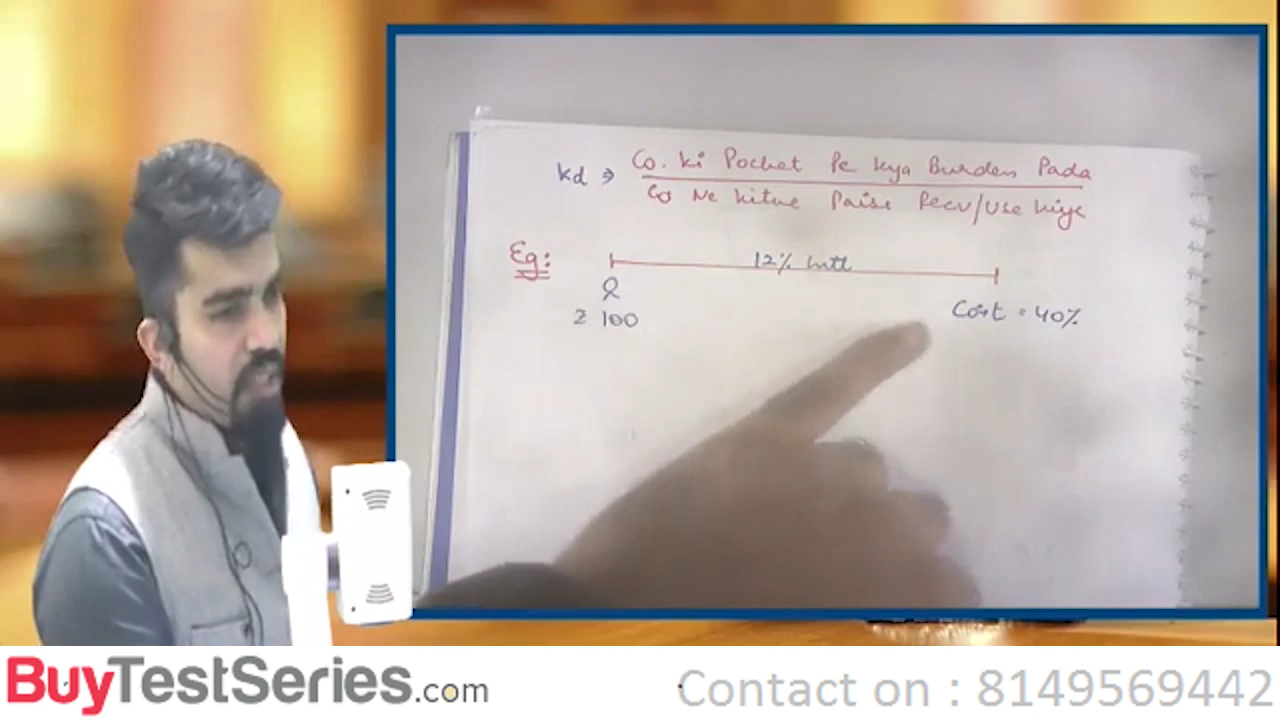 Kd ⇒ Co. Ki Pocket Pe Kya Burden Pada
Co Ne Kitne Paise Recv/Use Kiye
Eg:
12% Intt
₹ 100
Cost = 40%
BuyTestSeries.com
Contact on : 8149569442